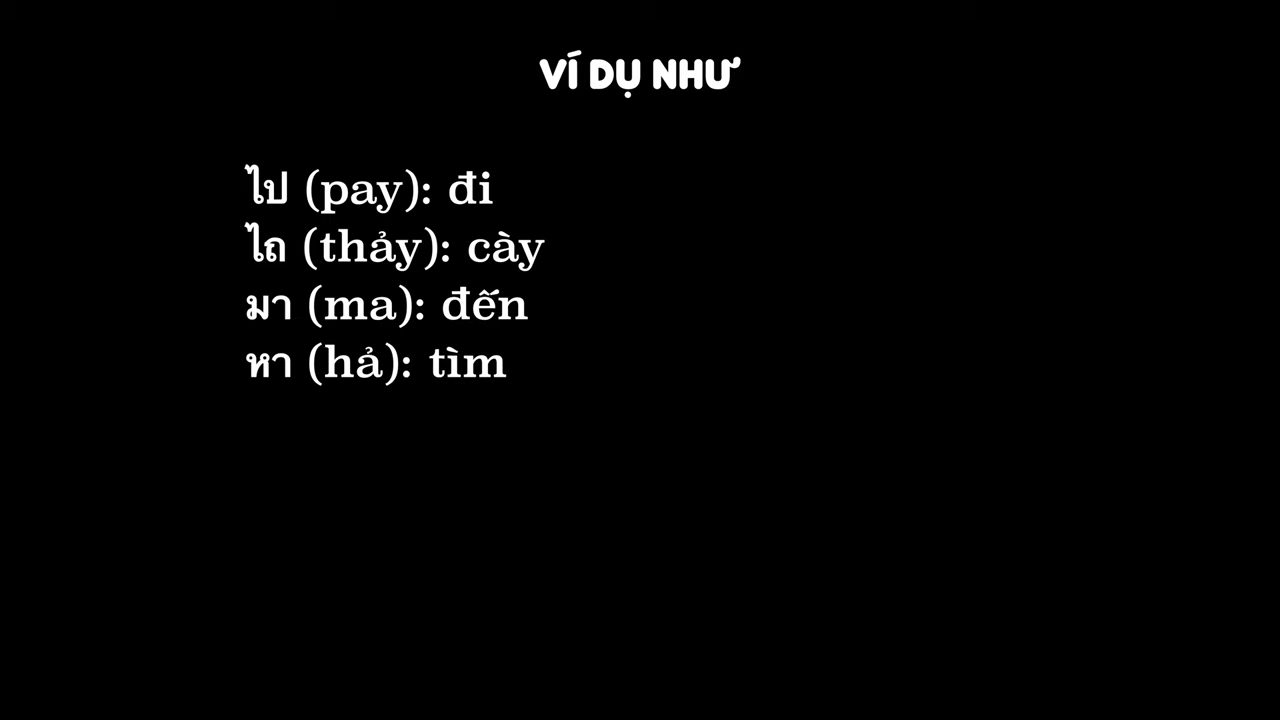 VÍ DỤ NHƯ
ไป (pay): đi
ไถ (thảy): cày
มา (ma): đến
หา (hả): tìm